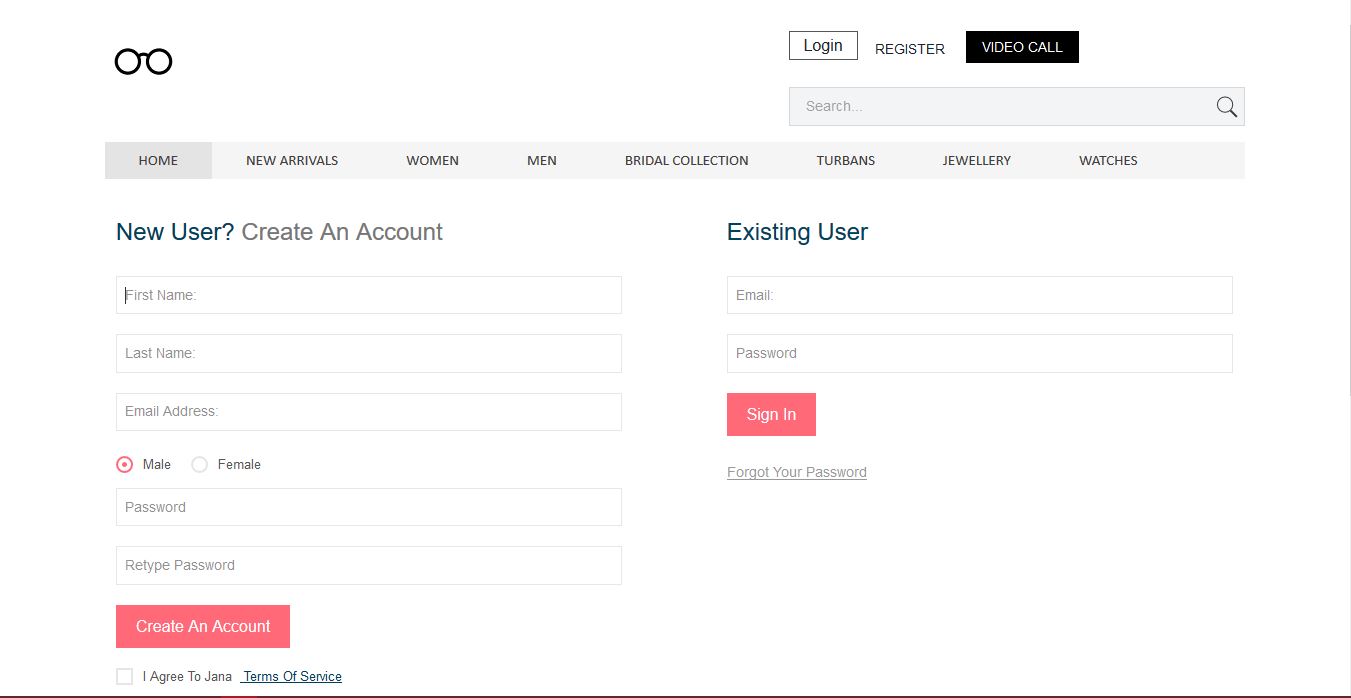 Login REGISTER VIDEO CALL
Search...
HOME NEW ARRIVALS WOMEN MEN BRIDAL COLLECTION TURBANS JEWELLERY WATCHES
New User? Create An Account
First Name:
Last Name:
Email Address:
Male Female
Password
Retype Password
Create An Account
I Agree To Jana Terms Of Service
Existing User
Email:
Password
Sign In
Forgot Your Password